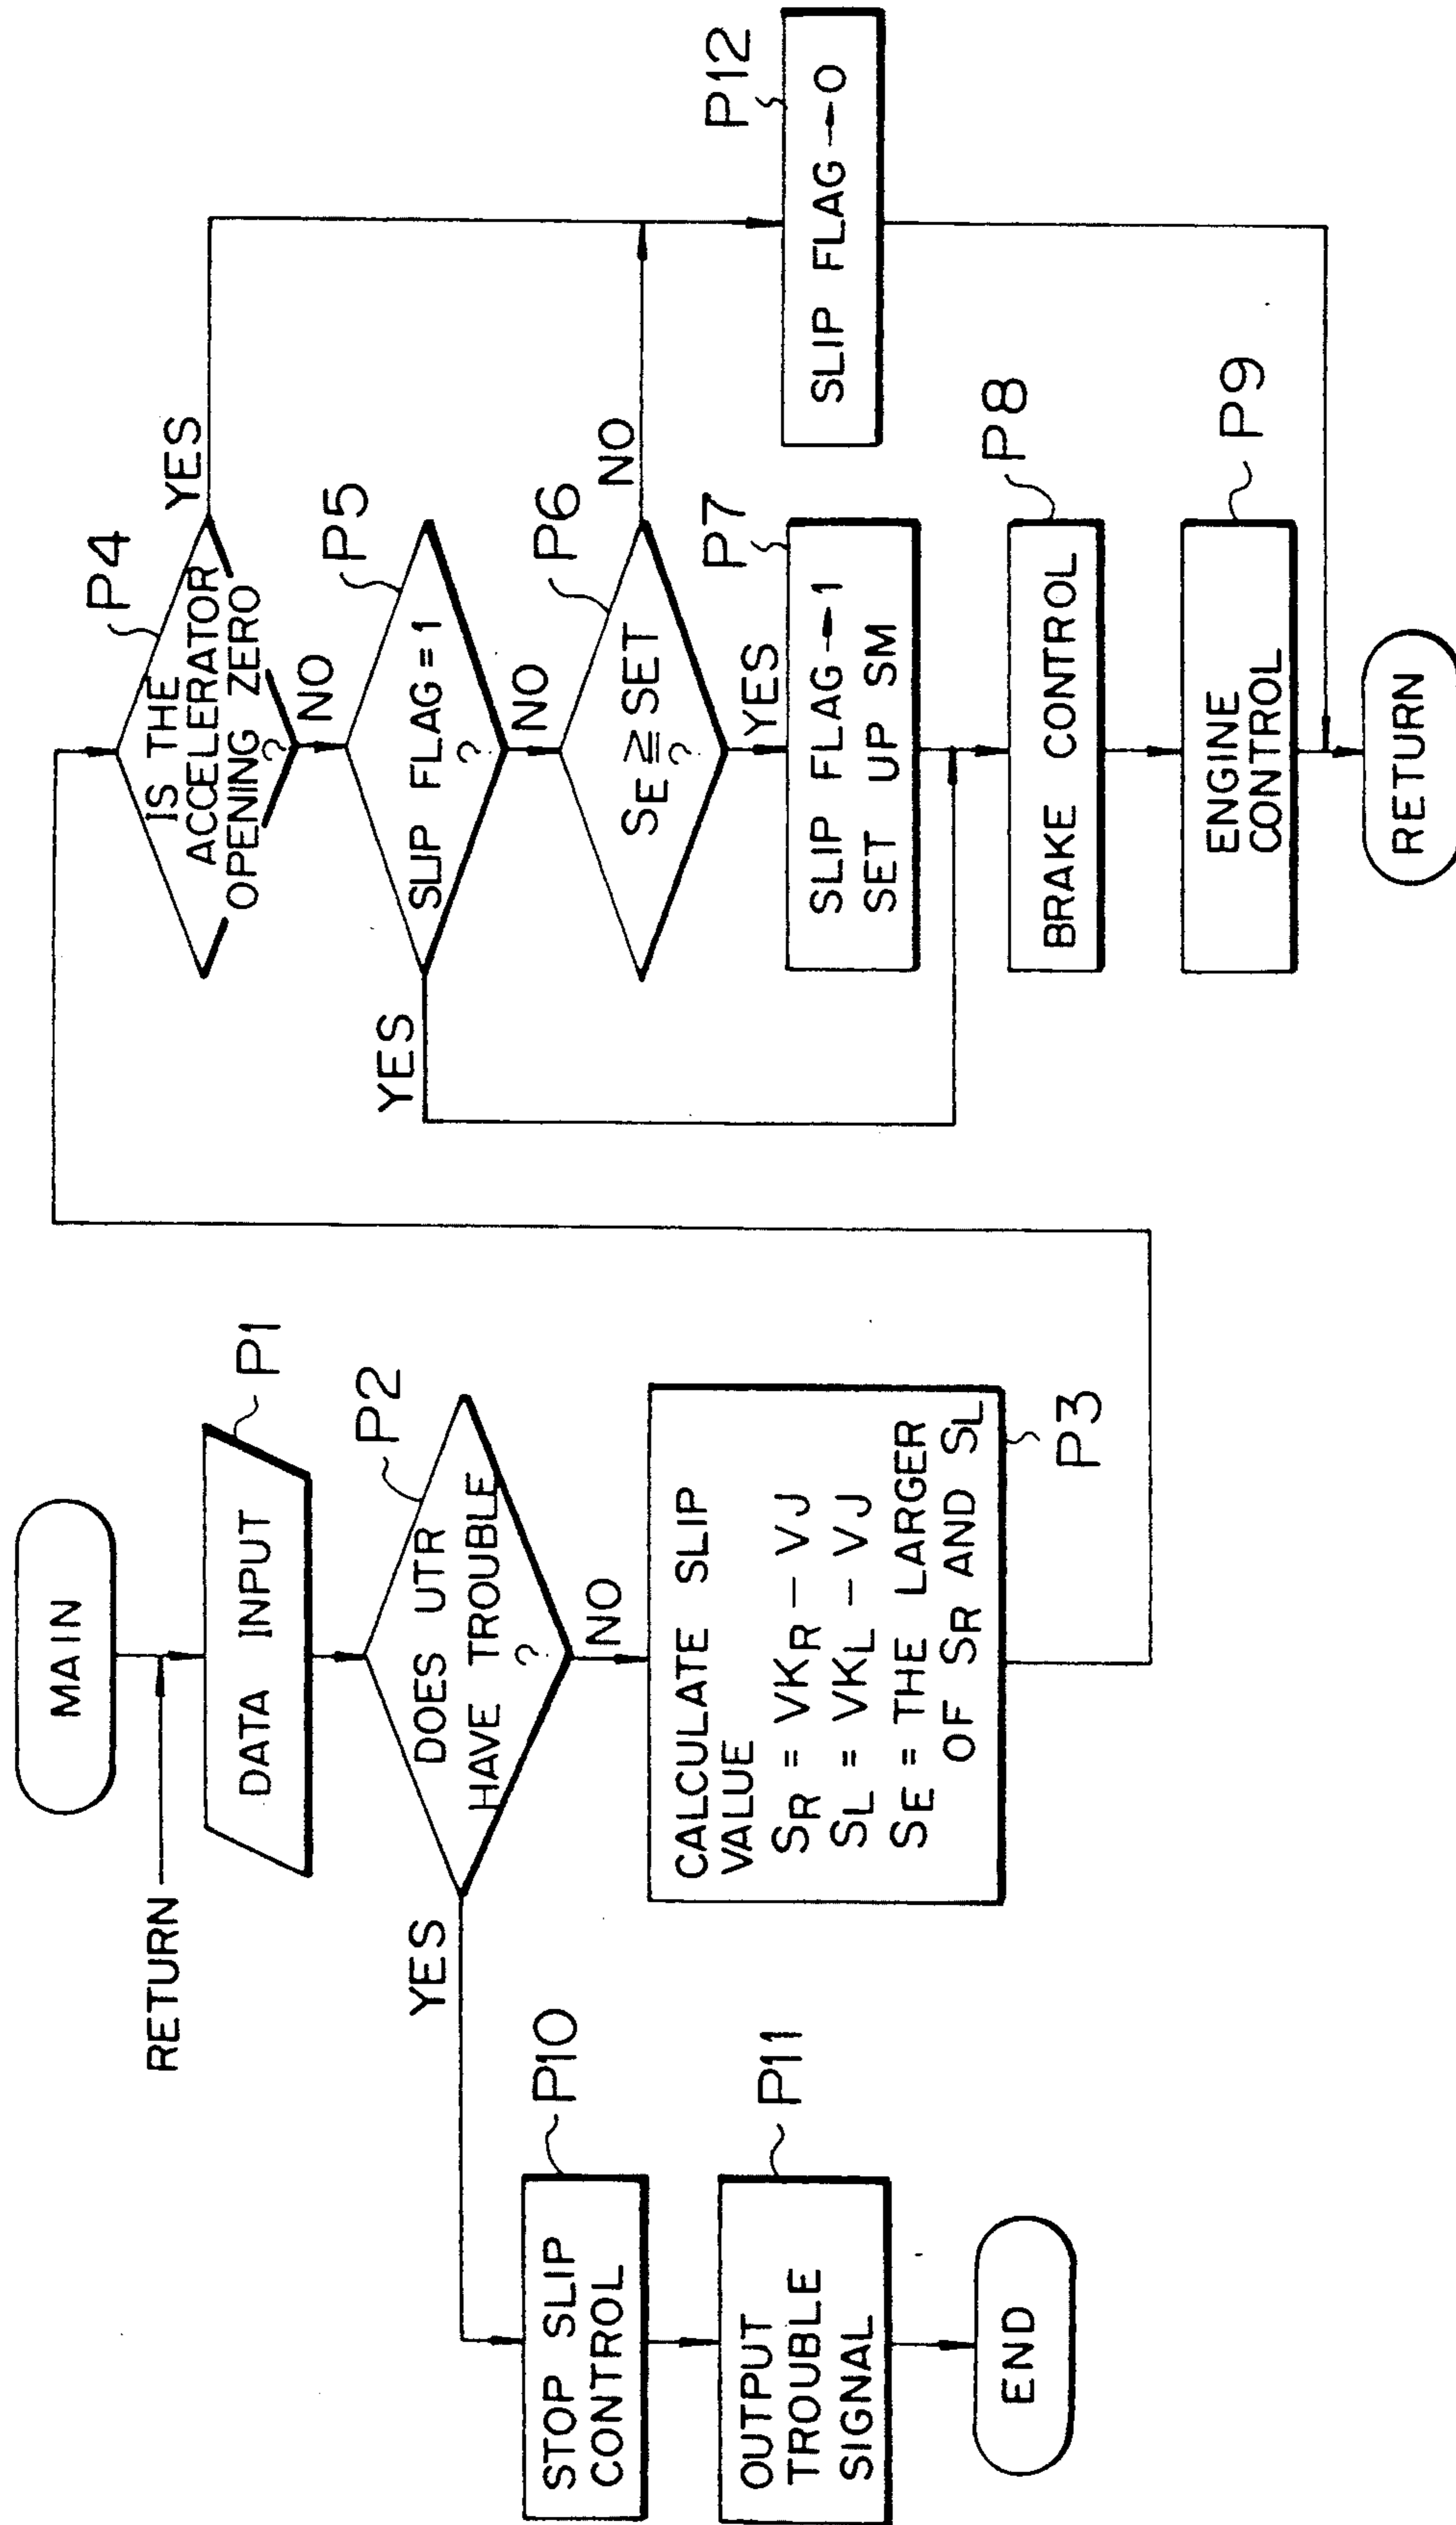 MAIN
RETURN
DATA INPUT
P1
DOES UTR
HAVE TROUBLE
?
P2
YES
NO
CALCULATE SLIP
VALUE
SR = VKR − VJ
SL = VKL − VJ
SE = THE LARGER
OF SR AND SL
P3
STOP SLIP
CONTROL
P10
OUTPUT
TROUBLE
SIGNAL
P11
END
IS THE
ACCELERATOR
OPENING ZERO
?
P4
YES
NO
SLIP FLAG = 1
?
P5
YES
NO
SE ≧ SET
?
P6
NO
YES
SLIP FLAG → 1
SET UP SM
P7
BRAKE CONTROL
P8
ENGINE
CONTROL
P9
SLIP FLAG → 0
P12
RETURN